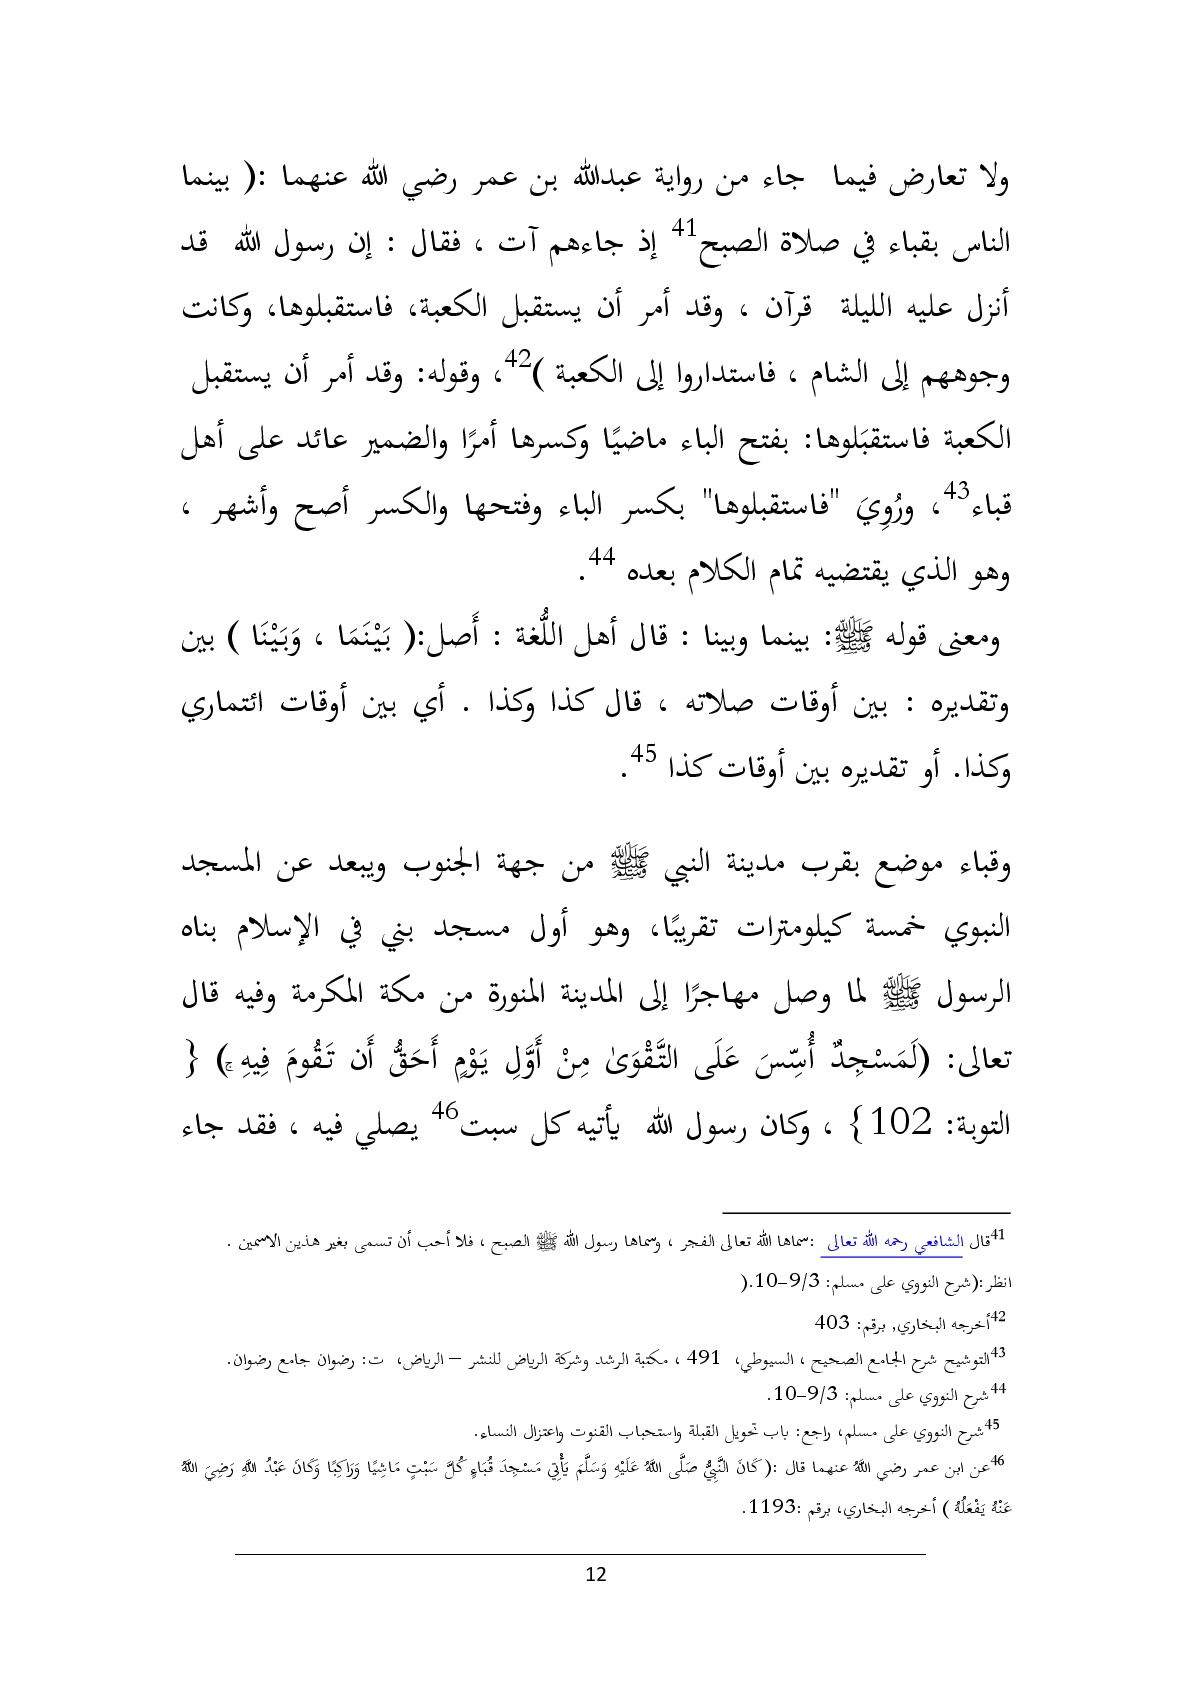 ولا تعارض فيما جاء من رواية عبدالله بن عمر رضي الله عنهما :( بينما
الناس بقباء في صلاة الصبح41 إذ جاءهم آت ، فقال : إن رسول الله قد
أنزل عليه الليلة قرآن ، وقد أمر أن يستقبل الكعبة، فاستقبلوها، وكانت
وجوههم إلى الشام ، فاستداروا إلى الكعبة )42، وقوله: وقد أمر أن يستقبل
الكعبة فاستقبَلوها: بفتح الباء ماضيًا وكسرها أمرًا والضمير عائد على أهل
قباء43، ورُوِيَ "فاستقبلوها" بكسر الباء وفتحها والكسر أصح وأشهر ،
وهو الذي يقتضيه تمام الكلام بعده 44.
ومعنى قوله ﷺ: بينما وبينا : قال أهل اللُّغة : أَصل:( بَيْنَمَا ، وَبَيْنَا ) بين
وتقديره : بين أوقات صلاته ، قال كذا وكذا . أي بين أوقات ائتماري
وكذا. أو تقديره بين أوقات كذا 45.
وقباء موضع بقرب مدينة النبي ﷺ من جهة الجنوب ويبعد عن المسجد
النبوي خمسة كيلومترات تقريبًا، وهو أول مسجد بني في الإسلام بناه
الرسول ﷺ لما وصل مهاجرًا إلى المدينة المنورة من مكة المكرمة وفيه قال
تعالى: (لَمَسْجِدٌ أُسِّسَ عَلَى التَّقْوَىٰ مِنْ أَوَّلِ يَوْمٍ أَحَقُّ أَن تَقُومَ فِيهِ ۚ) {
التوبة: 102} ، وكان رسول الله يأتيه كل سبت46 يصلي فيه ، فقد جاء
41قال الشافعي رحمه الله تعالى :سماها الله تعالى الفجر ، وسماها رسول الله ﷺ الصبح ، فلا أحب أن تسمى بغير هذين الاسمين .
انظر:(شرح النووي على مسلم: 9/3–10.(
42أخرجه البخاري, برقم: 403
43التوشيح شرح الجامع الصحيح ، السيوطي، 491 ، مكتبة الرشد وشركة الرياض للنشر – الرياض، ت: رضوان جامع رضوان.
44شرح النووي على مسلم: 9/3–10.
45شرح النووي على مسلم، راجع: باب تحويل القبلة واستحباب القنوت واعتزال النساء.
46عن ابن عمر رضي اللهُ عنهما قال :( كَانَ النَّبِيُّ صَلَّى اللهُ عَلَيْهِ وَسَلَّمَ يَأْتِي مَسْجِدَ قُبَاءٍ كُلَّ سَبْتٍ مَاشِيًا وَرَاكِبًا وَكَانَ عَبْدُ اللَّهِ رَضِيَ اللهُ
عَنْهُ يَفْعَلُهُ ) أخرجه البخاري، برقم :1193.
12